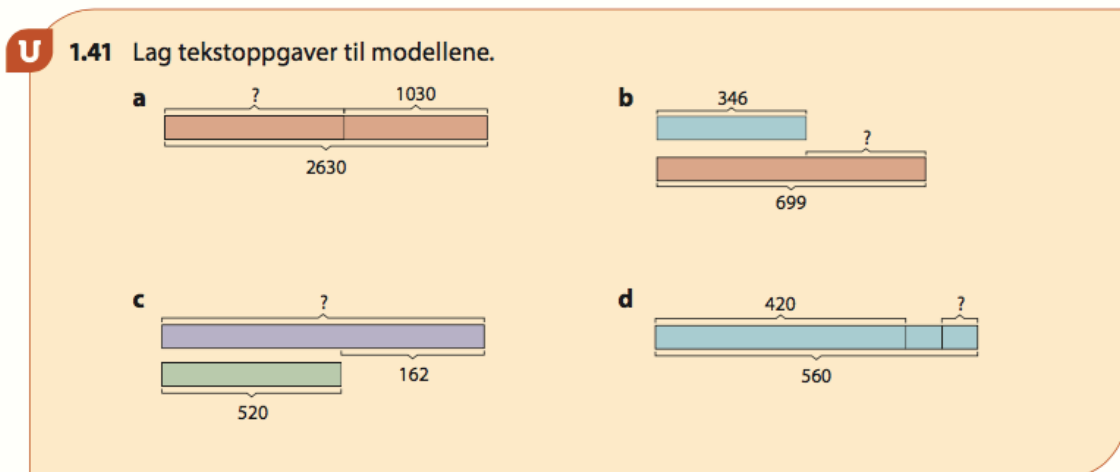 U 1.41 Lag tekstoppgaver til modellene.
a ? 1030
2630
b 346
?
699
c ?
162
520
d 420 ?
560